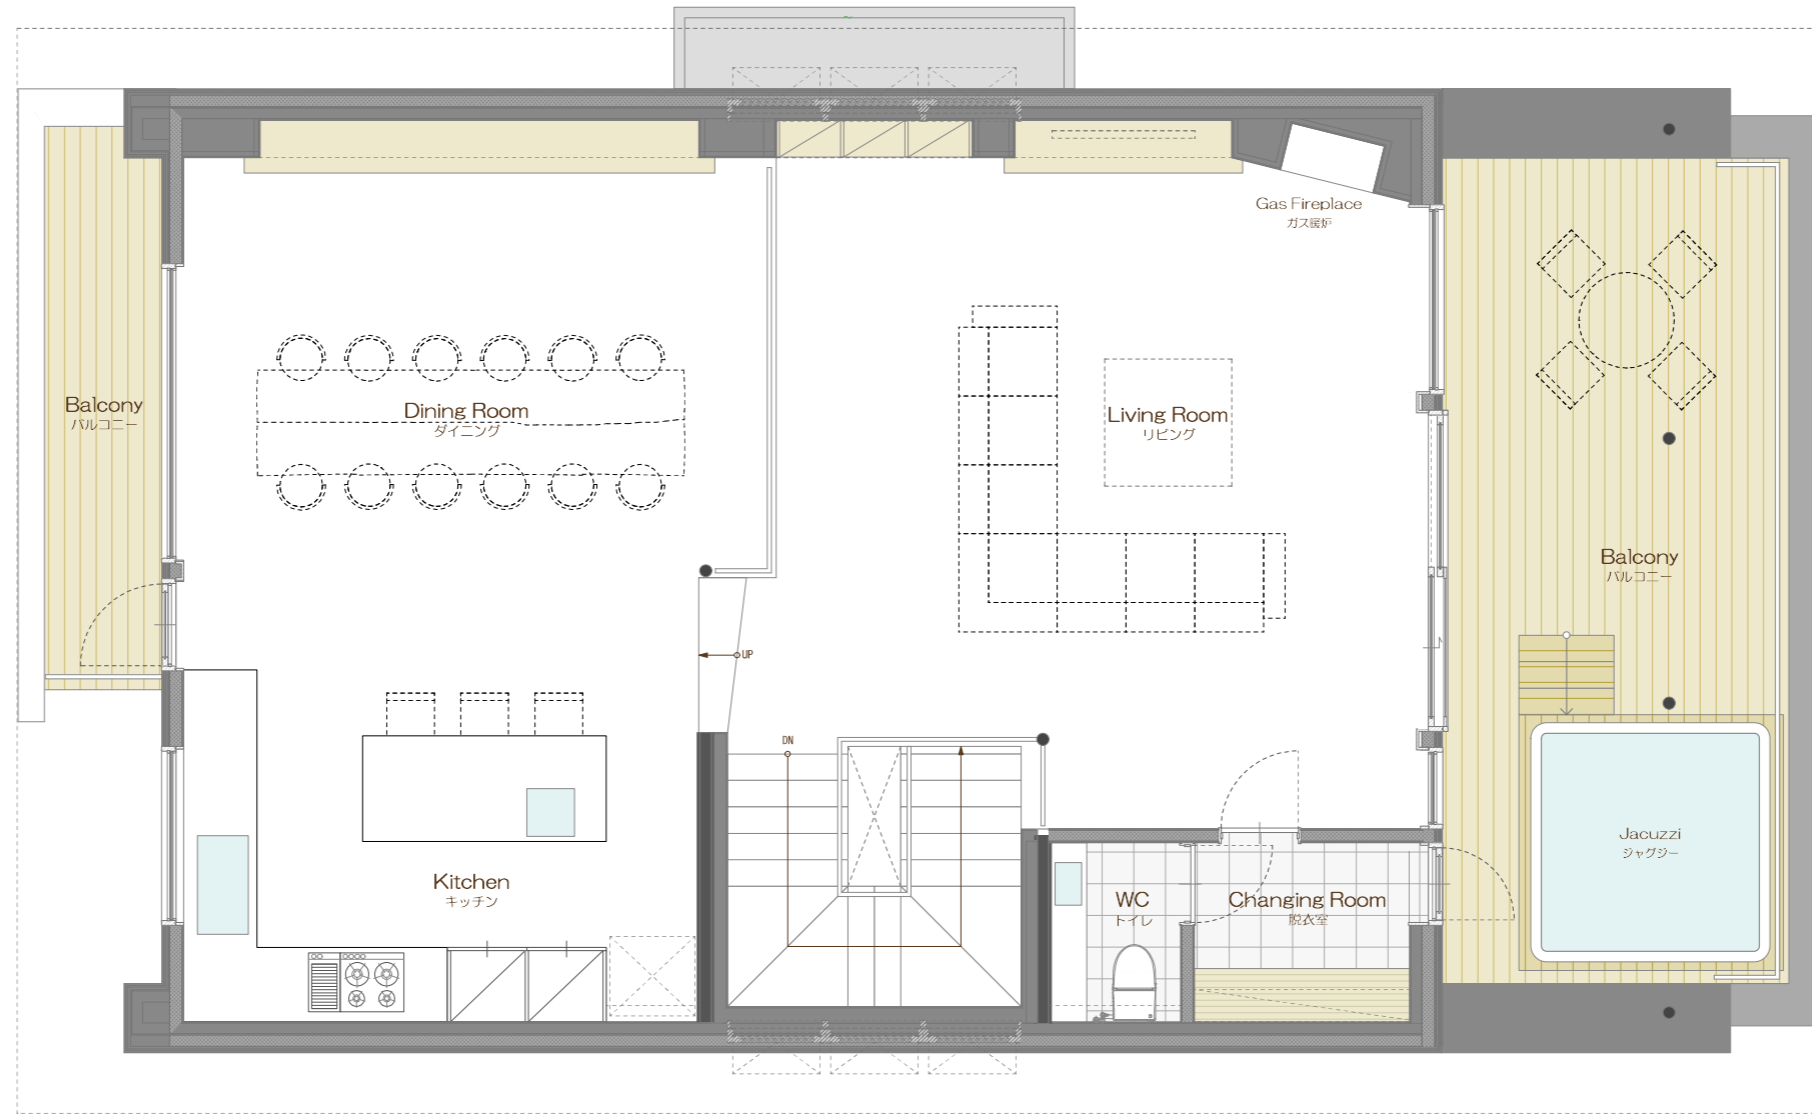 Gas Fireplace
ガス暖炉
Balcony
バルコニー
Dining Room
ダイニング
Living Room
リビング
Balcony
バルコニー
UP
DN
Jacuzzi
ジャグジー
Kitchen
キッチン
WC
トイレ
Changing Room
脱衣室